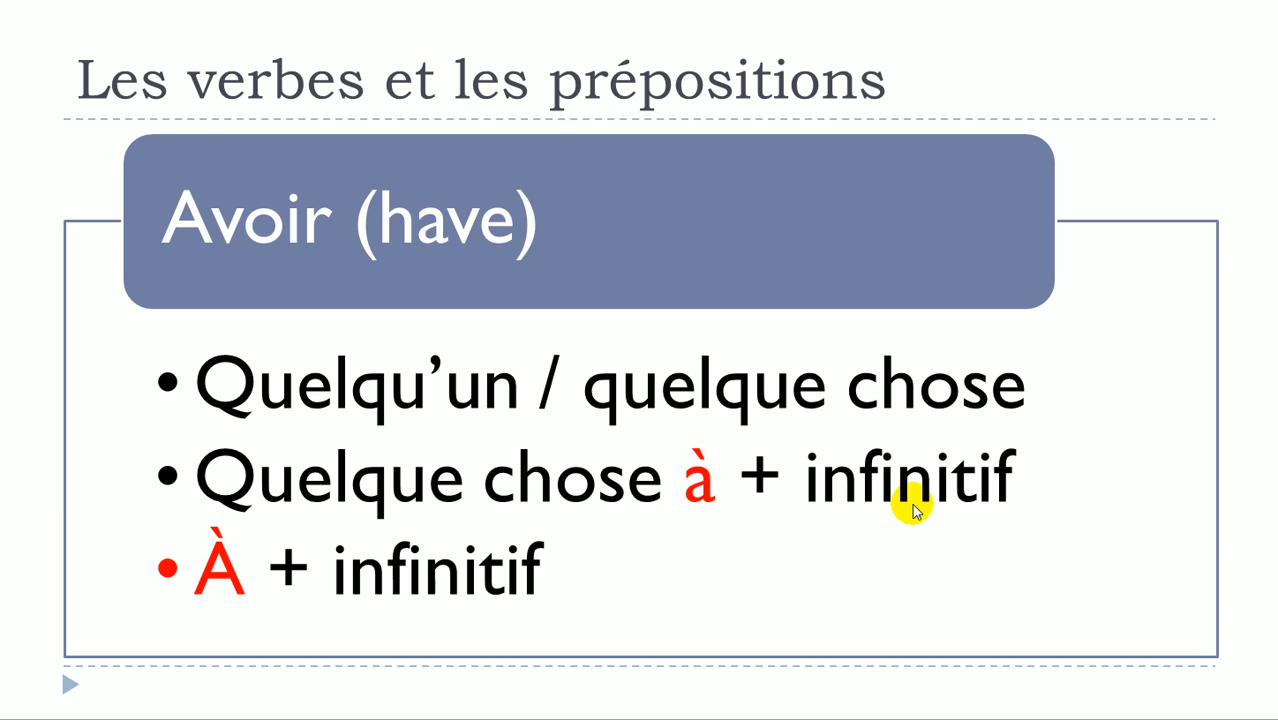 Les verbes et les prépositions
Avoir (have)
• Quelqu’un / quelque chose
• Quelque chose à + infinitif
• À + infinitif